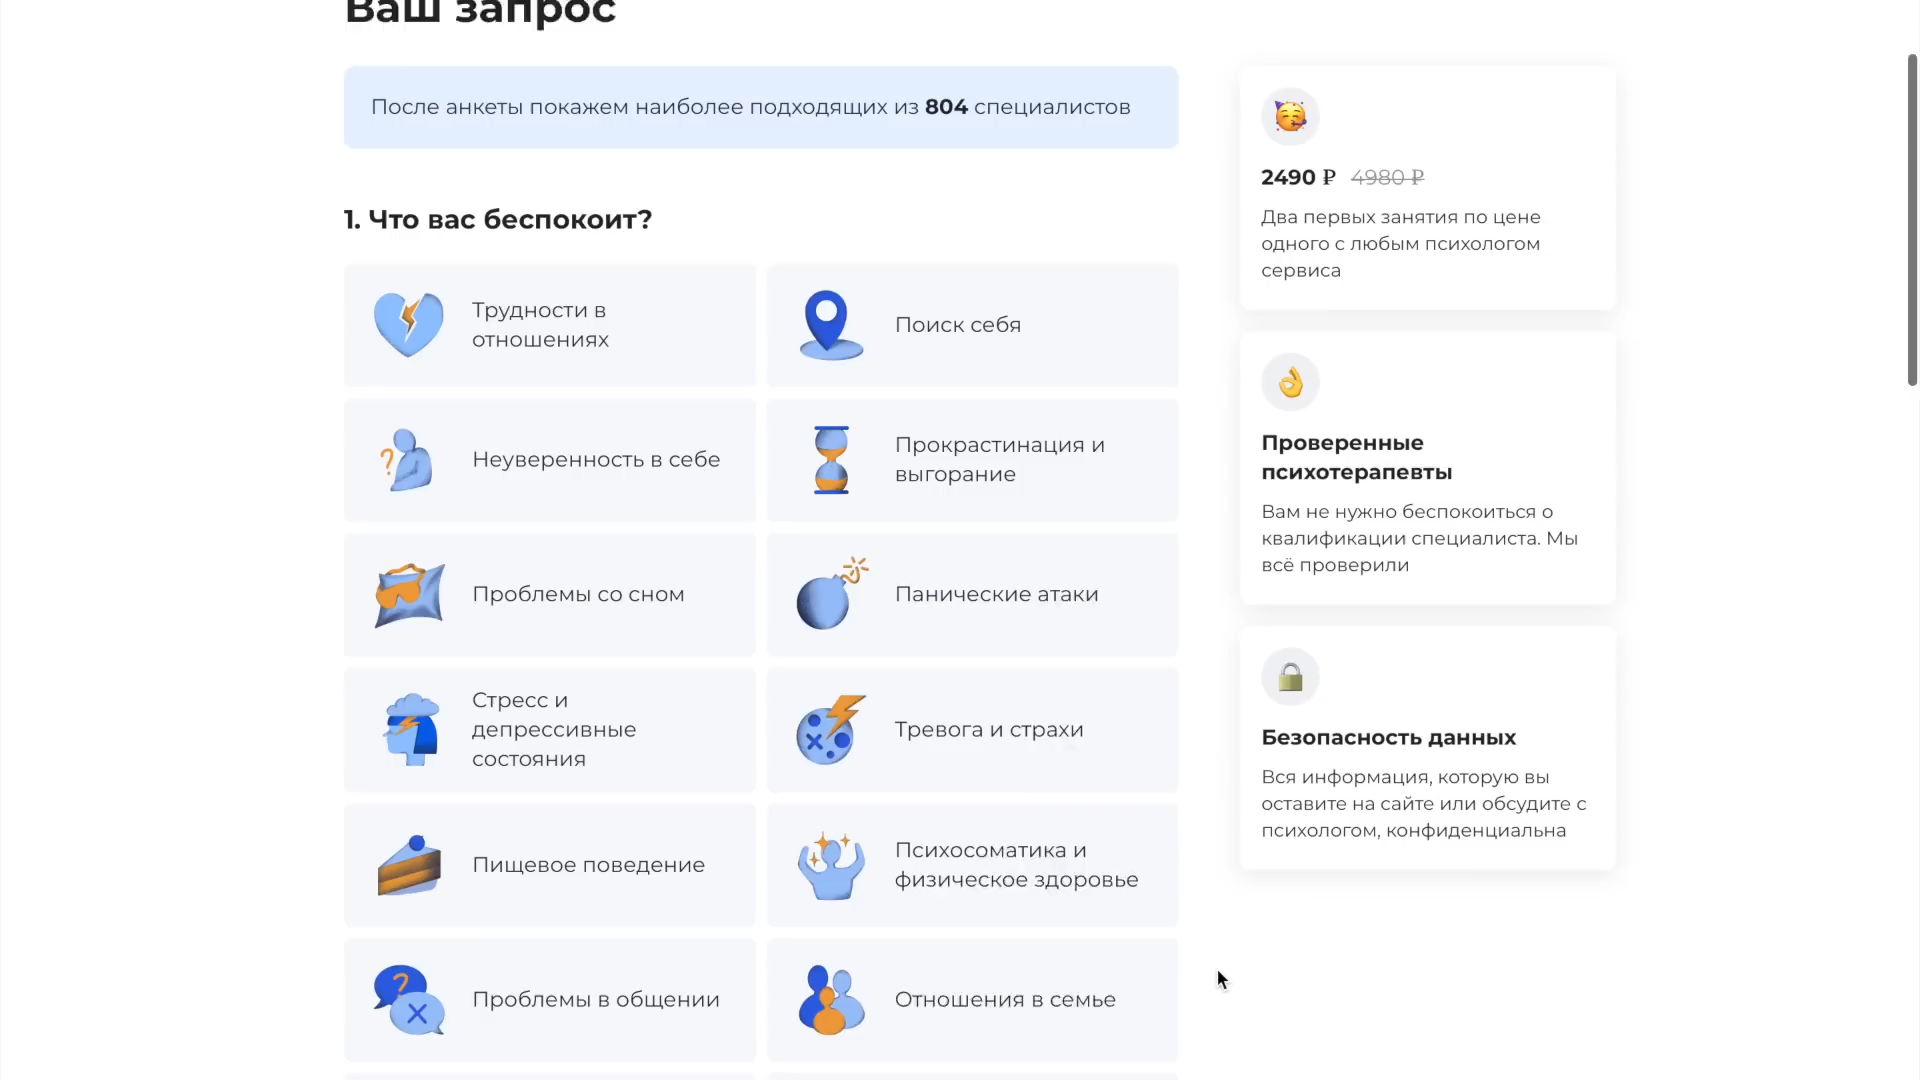 Ваш запрос
После анкеты покажем наиболее подходящих из 804 специалистов
1. Что вас беспокоит?
Трудности в
отношениях
Поиск себя
Неуверенность в себе
Прокрастинация и
выгорание
Проблемы со сном
Панические атаки
Стресс и
депрессивные
состояния
Тревога и страхи
Пищевое поведение
Психосоматика и
физическое здоровье
Проблемы в общении
Отношения в семье
2490 ₽ 4980 ₽
Два первых занятия по цене
одного с любым психологом
сервиса
Проверенные
психотерапевты
Вам не нужно беспокоиться о
квалификации специалиста. Мы
всё проверили
Безопасность данных
Вся информация, которую вы
оставите на сайте или обсудите с
психологом, конфиденциальна